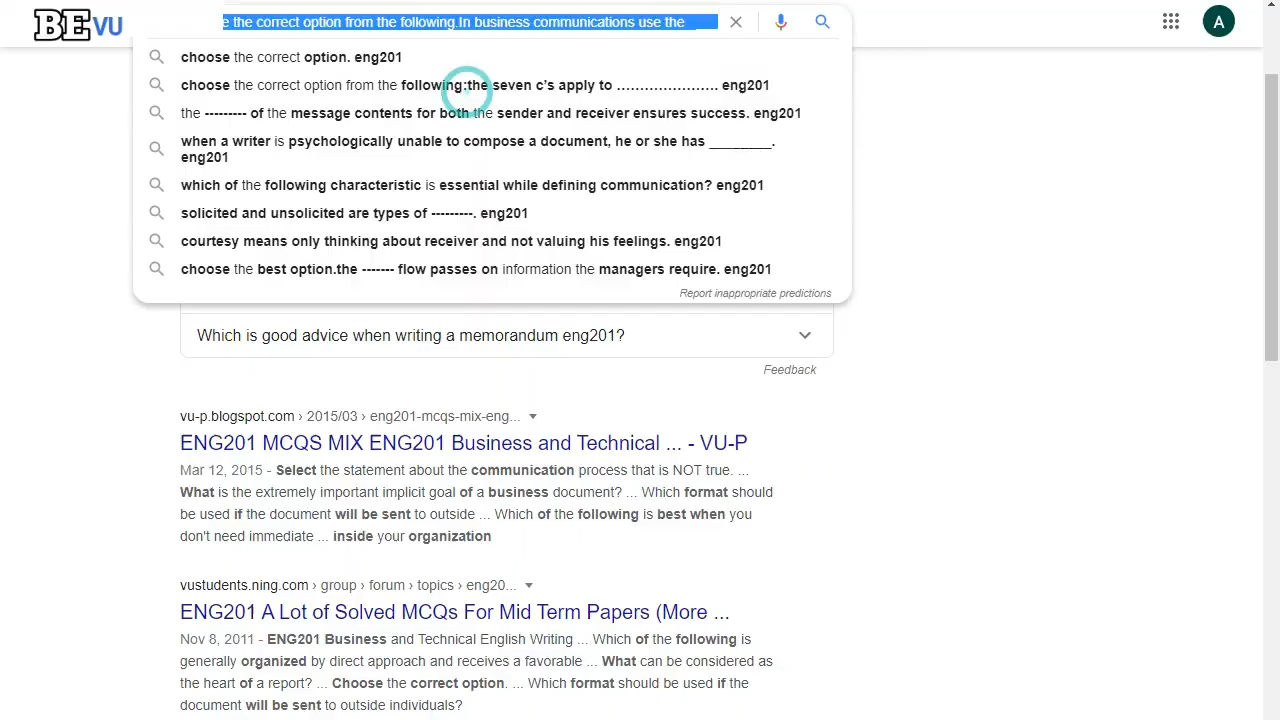 BEVU
e the correct option from the following.In business communications use the
A
choose the correct option. eng201
choose the correct option from the following:the seven c's apply to ………………… eng201
the --------- of the message contents for both the sender and receiver ensures success. eng201
when a writer is psychologically unable to compose a document, he or she has ________.
eng201
which of the following characteristic is essential while defining communication? eng201
solicited and unsolicited are types of ---------. eng201
courtesy means only thinking about receiver and not valuing his feelings. eng201
choose the best option.the ------- flow passes on information the managers require. eng201
Report inappropriate predictions
Which is good advice when writing a memorandum eng201?
Feedback
vu-p.blogspot.com › 2015/03 › eng201-mcqs-mix-eng...
ENG201 MCQS MIX ENG201 Business and Technical ... - VU-P
Mar 12, 2015 - Select the statement about the communication process that is NOT true. ...
What is the extremely important implicit goal of a business document? ... Which format should
be used if the document will be sent to outside ... Which of the following is best when you
don't need immediate ... inside your organization
vustudents.ning.com › group › forum › topics › eng20...
ENG201 A Lot of Solved MCQs For Mid Term Papers (More ...
Nov 8, 2011 - ENG201 Business and Technical English Writing ... Which of the following is
generally organized by direct approach and receives a favorable ... What can be considered as
the heart of a report? ... Choose the correct option. ... Which format should be used if the
document will be sent to outside individuals?